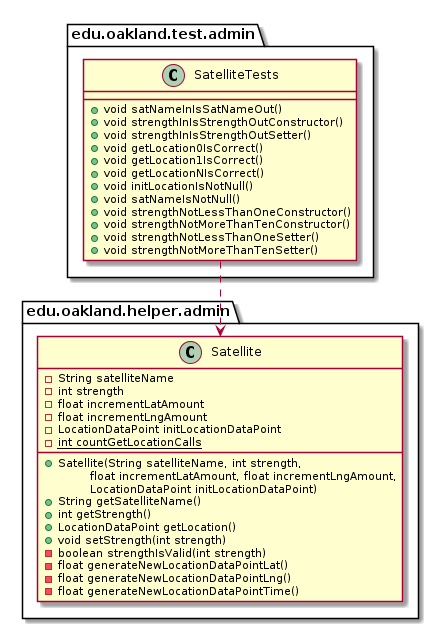 edu.oakland.test.admin
C SatelliteTests
void satNameInIsSatNameOut()
void strengthInIsStrengthOutConstructor()
void strengthInIsStrengthOutSetter()
void getLocation0IsCorrect()
void getLocation1IsCorrect()
void getLocationNIsCorrect()
void initLocationIsNotNull()
void satNameIsNotNull()
void strengthNotLessThanOneConstructor()
void strengthNotMoreThanTenConstructor()
void strengthNotLessThanOneSetter()
void strengthNotMoreThanTenSetter()
edu.oakland.helper.admin
C Satellite
String satelliteName
int strength
float incrementLatAmount
float incrementLngAmount
LocationDataPoint initLocationDataPoint
int countGetLocationCalls
Satellite(String satelliteName, int strength,
float incrementLatAmount, float incrementLngAmount,
LocationDataPoint initLocationDataPoint)
String getSatelliteName()
int getStrength()
LocationDataPoint getLocation()
void setStrength(int strength)
boolean strengthIsValid(int strength)
float generateNewLocationDataPointLat()
float generateNewLocationDataPointLng()
float generateNewLocationDataPointTime()